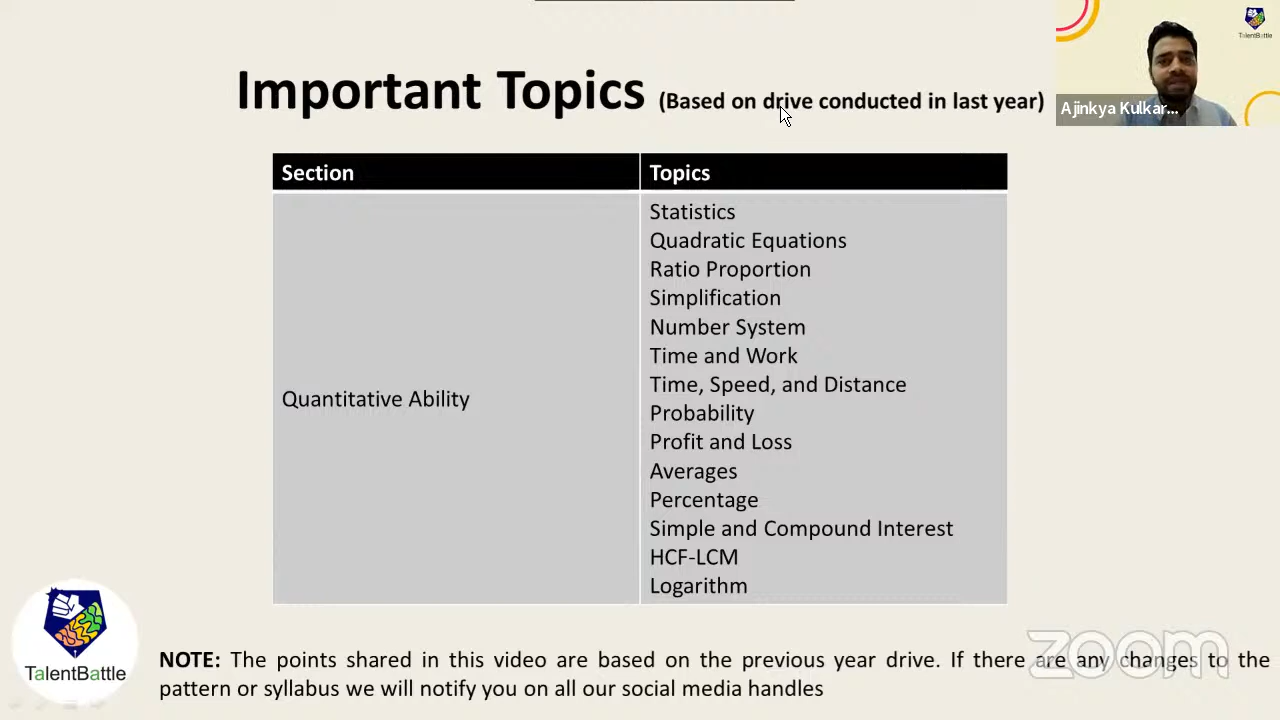 TalentBattle
Important Topics (Based on drive conducted in last year)
Ajinkya Kulkar...
Section Topics
Quantitative Ability
Statistics
Quadratic Equations
Ratio Proportion
Simplification
Number System
Time and Work
Time, Speed, and Distance
Probability
Profit and Loss
Averages
Percentage
Simple and Compound Interest
HCF-LCM
Logarithm
TalentBattle
zoom
NOTE: The points shared in this video are based on the previous year drive. If there are any changes to the
pattern or syllabus we will notify you on all our social media handles